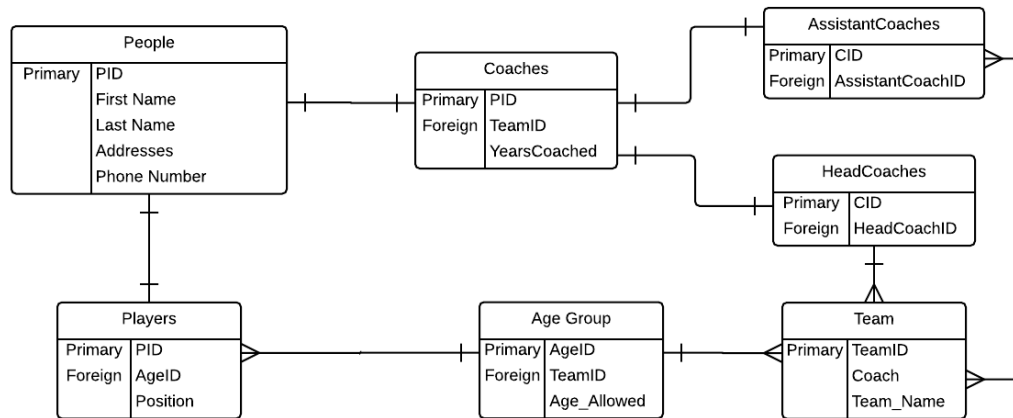 People
Primary PID
First Name
Last Name
Addresses
Phone Number
Coaches
Primary PID
Foreign TeamID
YearsCoached
AssistantCoaches
Primary CID
Foreign AssistantCoachID
HeadCoaches
Primary CID
Foreign HeadCoachID
Players
Primary PID
Foreign AgeID
Position
Age Group
Primary AgeID
Foreign TeamID
Age_Allowed
Team
Primary TeamID
Coach
Team_Name